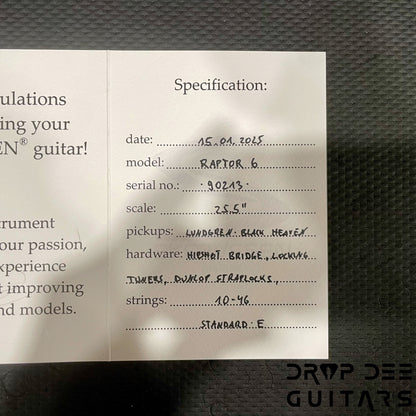 ulations
ing your
EN® guitar!
strument
our passion,
xperience
t improving
nd models.
Specification:
date: 15.01.2025
model: RAPTOR 6
serial no.: · 90213 ·
scale: 25.5"
pickups: LUNDGREN - BLACK HEAVEN
hardware: HIPSHOT BRIDGE, LOCKING
TUNERS, DUNLOP STRAPLOCKS,
strings: 10-46
STANDARD E
DROP DEE
GUITARS